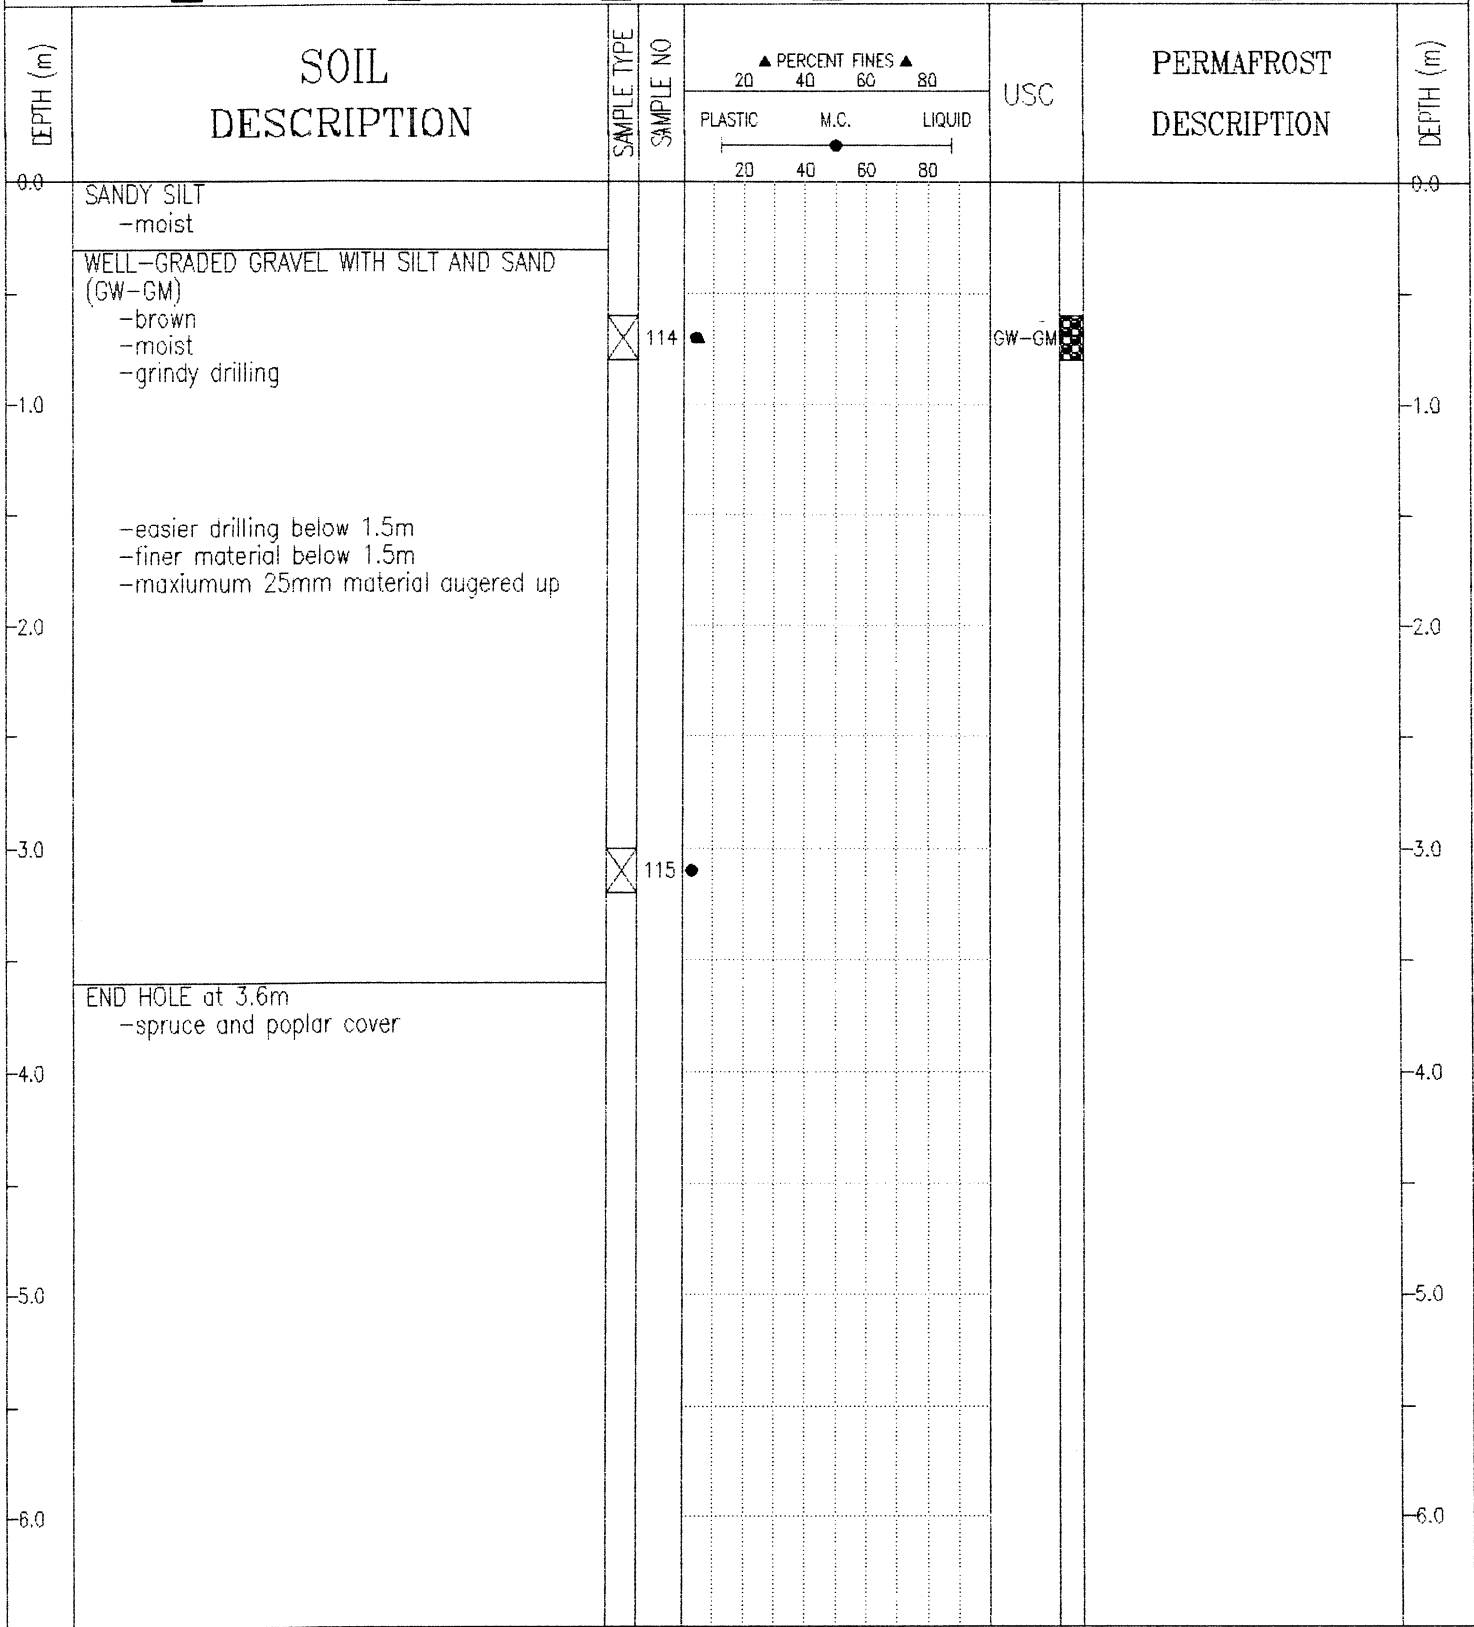 DEPTH (m)
SOIL
DESCRIPTION
SAMPLE TYPE
SAMPLE NO
▲ PERCENT FINES ▲
20 40 60 80
PLASTIC M.C. LIQUID
20 40 60 80
USC
PERMAFROST
DESCRIPTION
DEPTH (m)
0.0
0.0
SANDY SILT
-moist
WELL-GRADED GRAVEL WITH SILT AND SAND
(GW-GM)
-brown
-moist
114
GW-GM
-grindy drilling
1.0
1.0
-easier drilling below 1.5m
-finer material below 1.5m
-maxiumum 25mm material augered up
2.0
2.0
3.0
3.0
115
END HOLE at 3.6m
-spruce and poplar cover
4.0
4.0
5.0
5.0
6.0
6.0